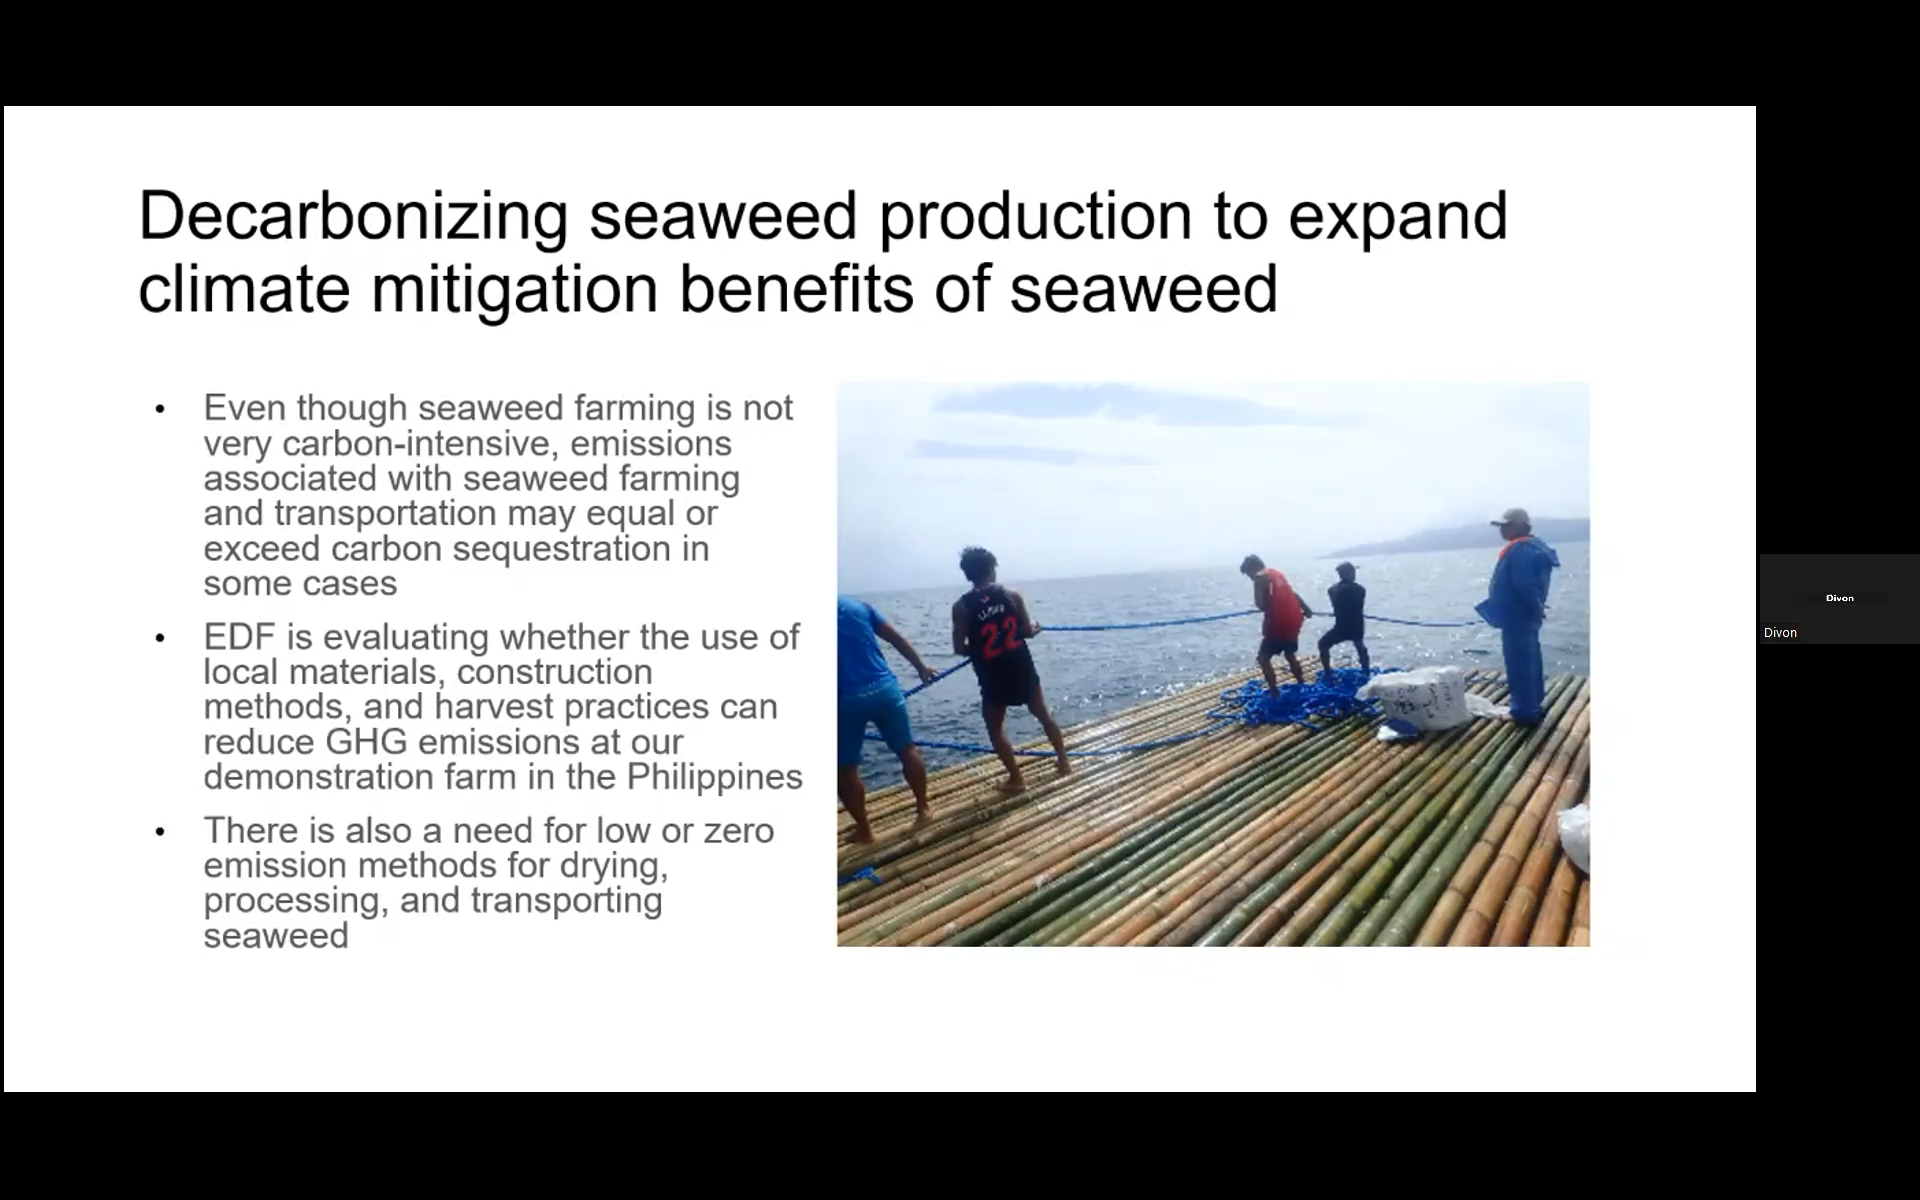 Decarbonizing seaweed production to expand
climate mitigation benefits of seaweed
• Even though seaweed farming is not
very carbon-intensive, emissions
associated with seaweed farming
and transportation may equal or
exceed carbon sequestration in
some cases
• EDF is evaluating whether the use of
local materials, construction
methods, and harvest practices can
reduce GHG emissions at our
demonstration farm in the Philippines
• There is also a need for low or zero
emission methods for drying,
processing, and transporting
seaweed
22
Divon
Divon